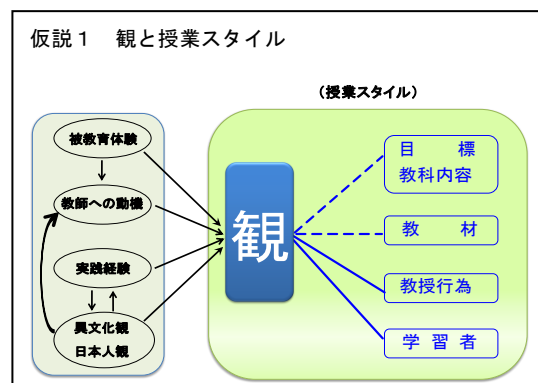 仮説１　観と授業スタイル
（授業スタイル）
被教育体験
教師への動機
実践経験
異文化観
日本人観
観
目　　標
教科内容
教　　材
教授行為
学 習 者